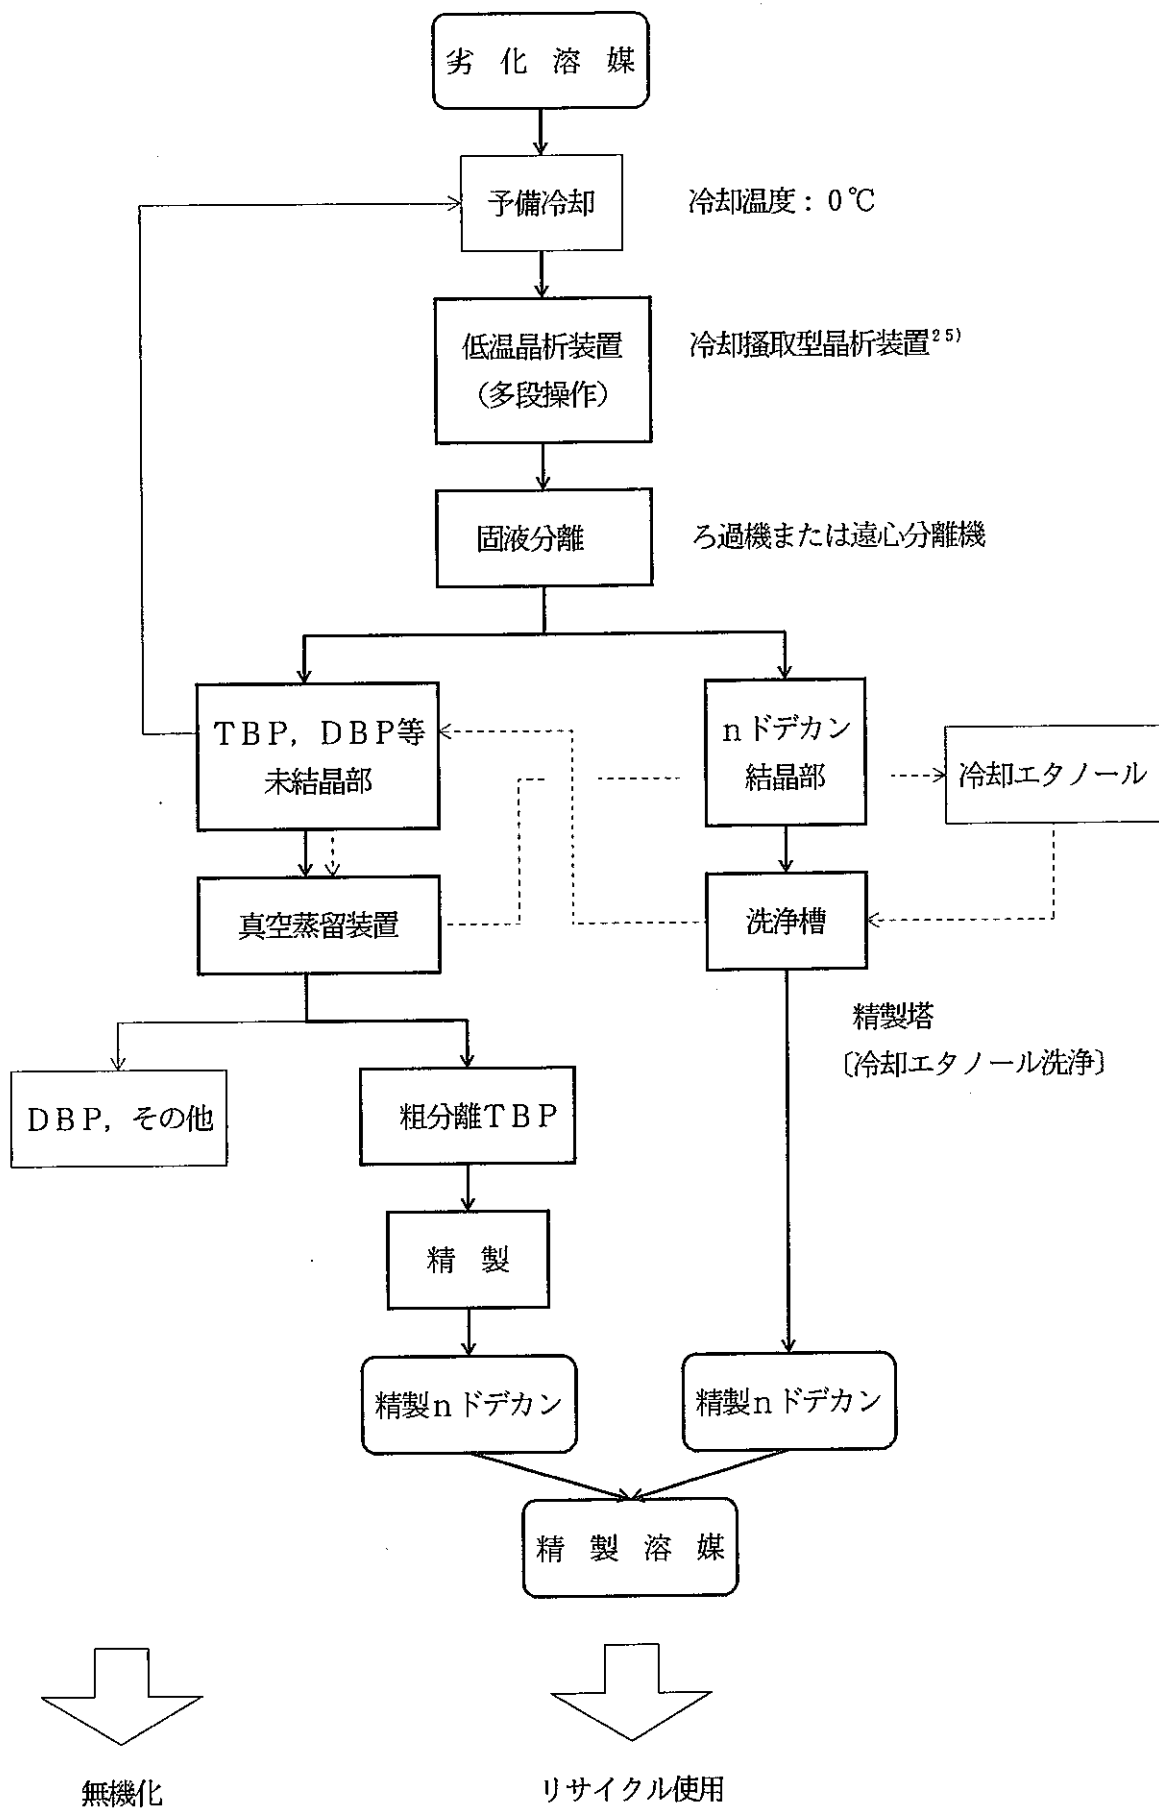 劣化溶媒
予備冷却
冷却温度：0℃
低温晶析装置
（多段操作）
冷却掻取型晶析装置²⁵⁾
固液分離
ろ過機または遠心分離機
TBP，DBP等
未結晶部
nドデカン
結晶部
冷却エタノール
真空蒸留装置
洗浄槽
精製塔
〔冷却エタノール洗浄〕
DBP，その他
粗分離TBP
精製
精製nドデカン
精製nドデカン
精製溶媒
無機化
リサイクル使用